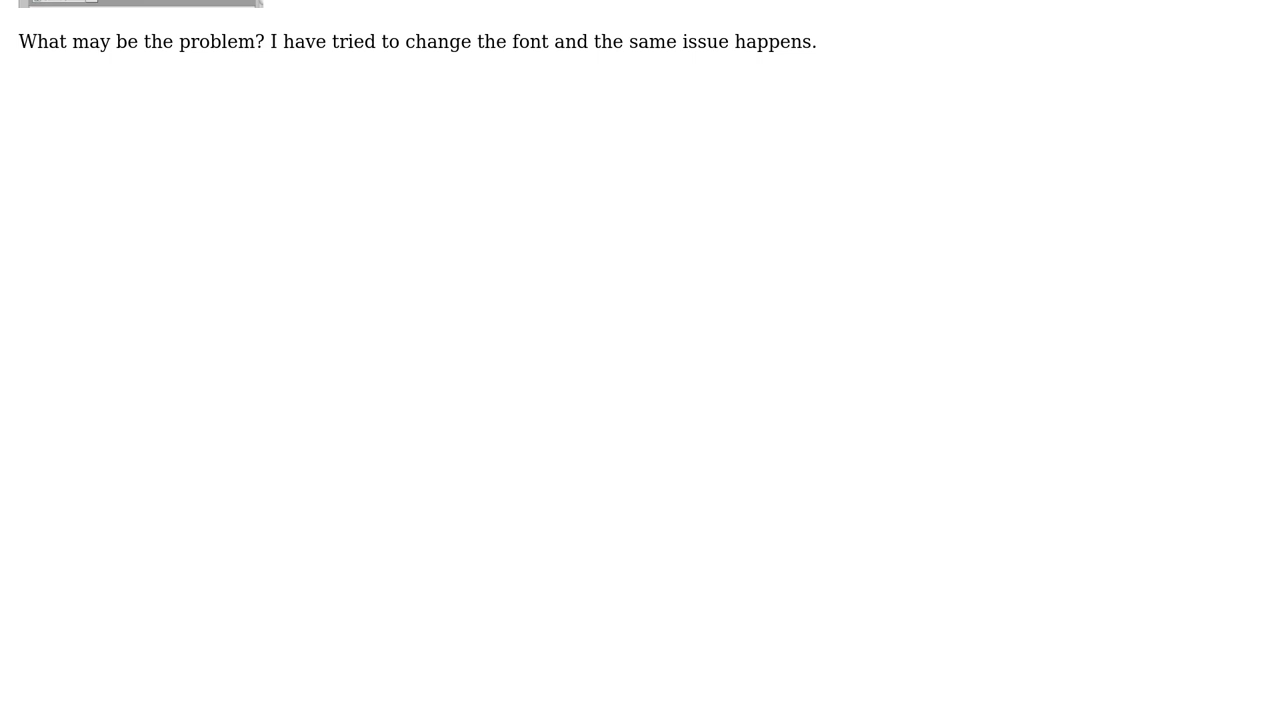 What may be the problem? I have tried to change the font and the same issue happens.